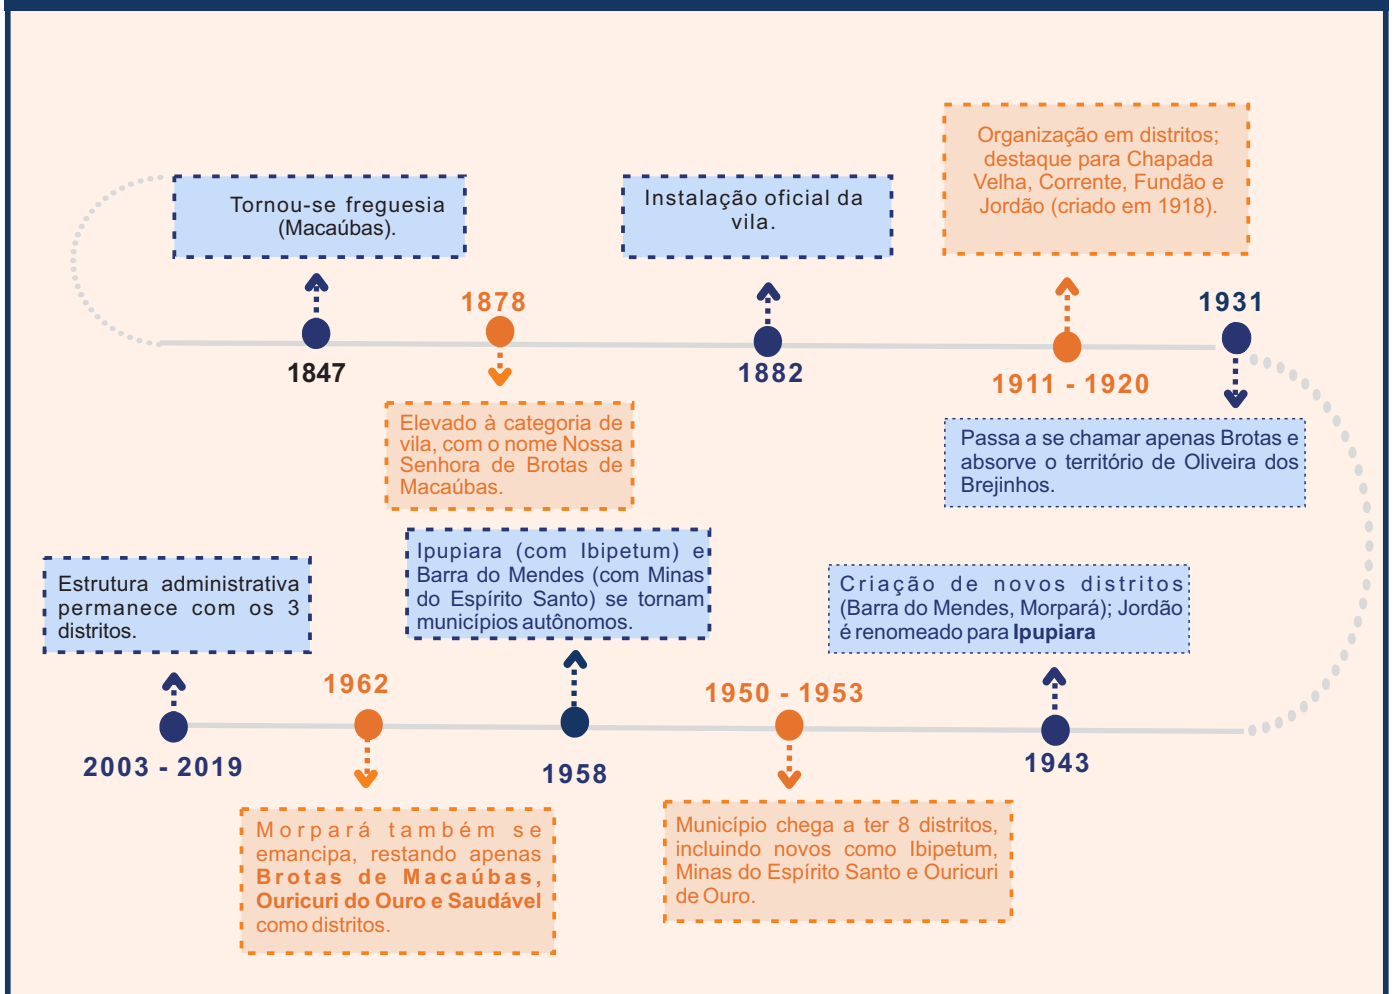 Tornou-se freguesia
(Macaúbas).
1847
1878
Elevado à categoria de
vila, com o nome Nossa
Senhora de Brotas de
Macaúbas.
Instalação oficial da
vila.
1882
Organização em distritos;
destaque para Chapada
Velha, Corrente, Fundão e
Jordão (criado em 1918).
1911 - 1920
1931
Passa a se chamar apenas Brotas e
absorve o território de Oliveira dos
Brejinhos.
Criação de novos distritos
(Barra do Mendes, Morpará); Jordão
é renomeado para Ipupiara
1943
1950 - 1953
Município chega a ter 8 distritos,
incluindo novos como Ibipetum,
Minas do Espírito Santo e Ouricuri
de Ouro.
Ipupiara (com Ibipetum) e
Barra do Mendes (com Minas
do Espírito Santo) se tornam
municípios autônomos.
1958
1962
Morpará também se
emancipa, restando apenas
Brotas de Macaúbas,
Ouricuri do Ouro e Saudável
como distritos.
Estrutura administrativa
permanece com os 3
distritos.
2003 - 2019